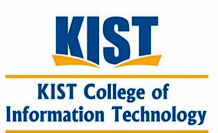 KIST
KIST College of
Information Technology